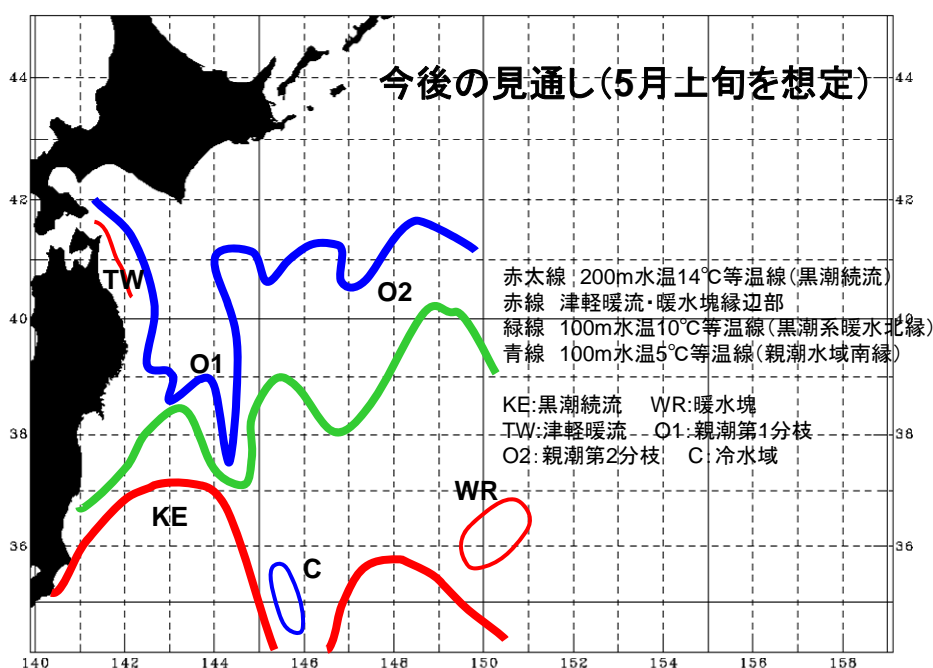 今後の見通し(5月上旬を想定)
44
44
42
42
TW
O2
赤太線 200m水温14℃等温線(黒潮続流)
赤線 津軽暖流・暖水塊縁辺部
40
40
緑線 100m水温10℃等温線(黒潮系暖水北縁)
青線 100m水温5℃等温線(親潮水域南縁)
O1
KE:黒潮続流 WR:暖水塊
38
38
TW:津軽暖流 O1:親潮第1分枝
O2:親潮第2分枝 C:冷水域
WR
KE
36
36
C
140 142 144 146 148 150 152 154 156 158